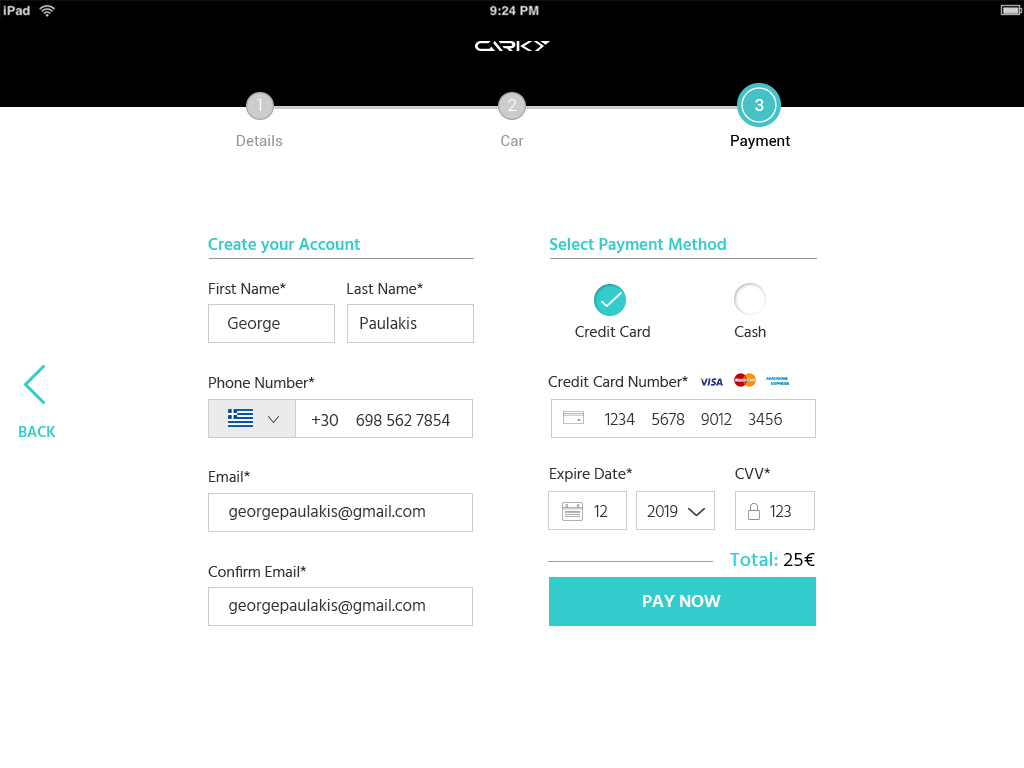 iPad 9:24 PM
CARKY
1 2 3
Details Car Payment
Create your Account
First Name* Last Name*
George Paulakis
Phone Number*
+30 698 562 7854
Email*
georgepaulakis@gmail.com
Confirm Email*
georgepaulakis@gmail.com
BACK
Select Payment Method
Credit Card Cash
Credit Card Number* VISA MasterCard AMERICAN EXPRESS
1234 5678 9012 3456
Expire Date* CVV*
12 2019 123
Total: 25€
PAY NOW